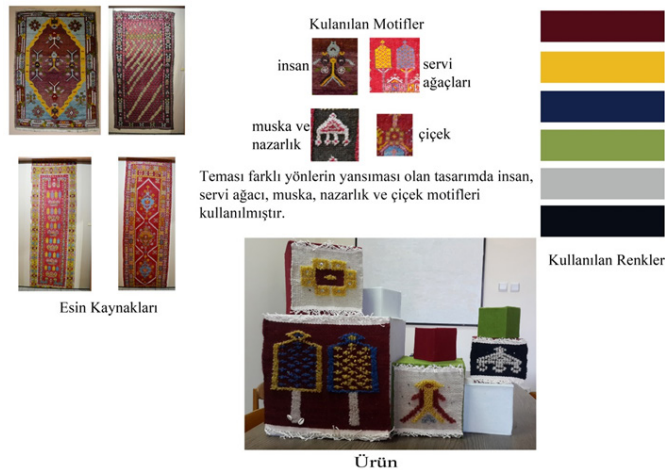 Kulanılan Motifler
insan
servi
ağaçları
muska ve
nazarlık
çiçek
Teması farklı yönlerin yansıması olan tasarımda insan,
servi ağacı, muska, nazarlık ve çiçek motifleri
kullanılmıştır.
Esin Kaynakları
Kullanılan Renkler
Ürün